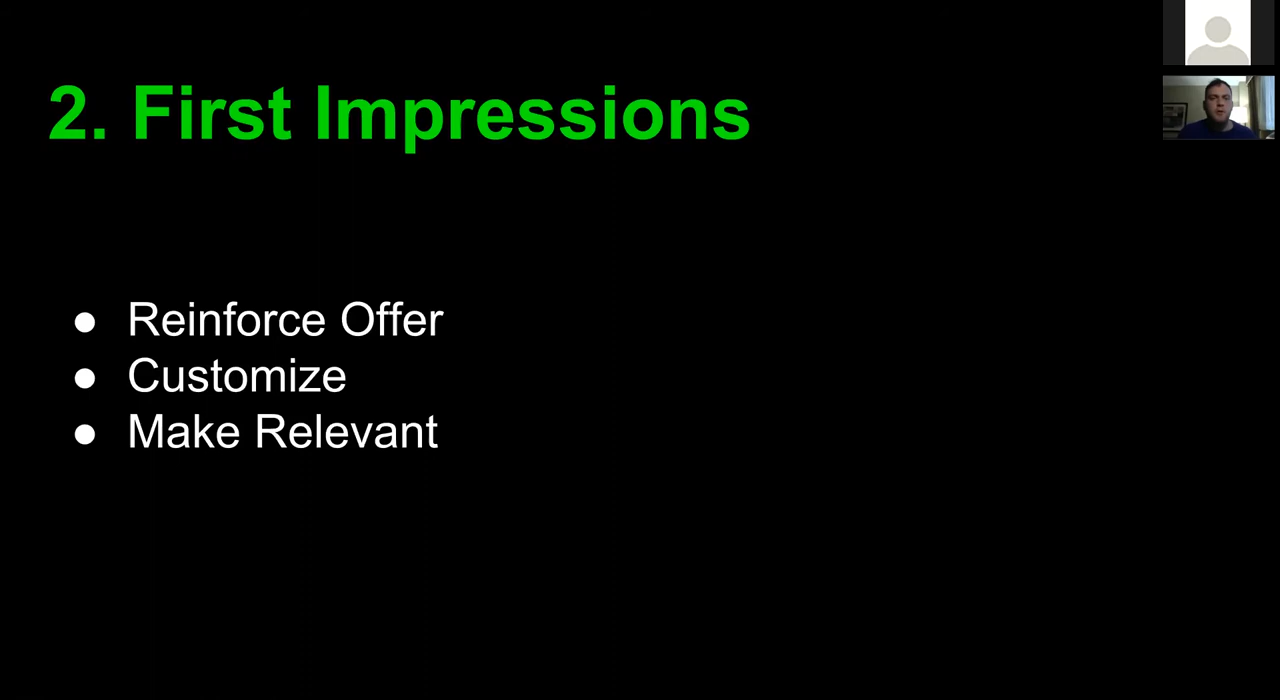 2. First Impressions
● Reinforce Offer
● Customize
● Make Relevant